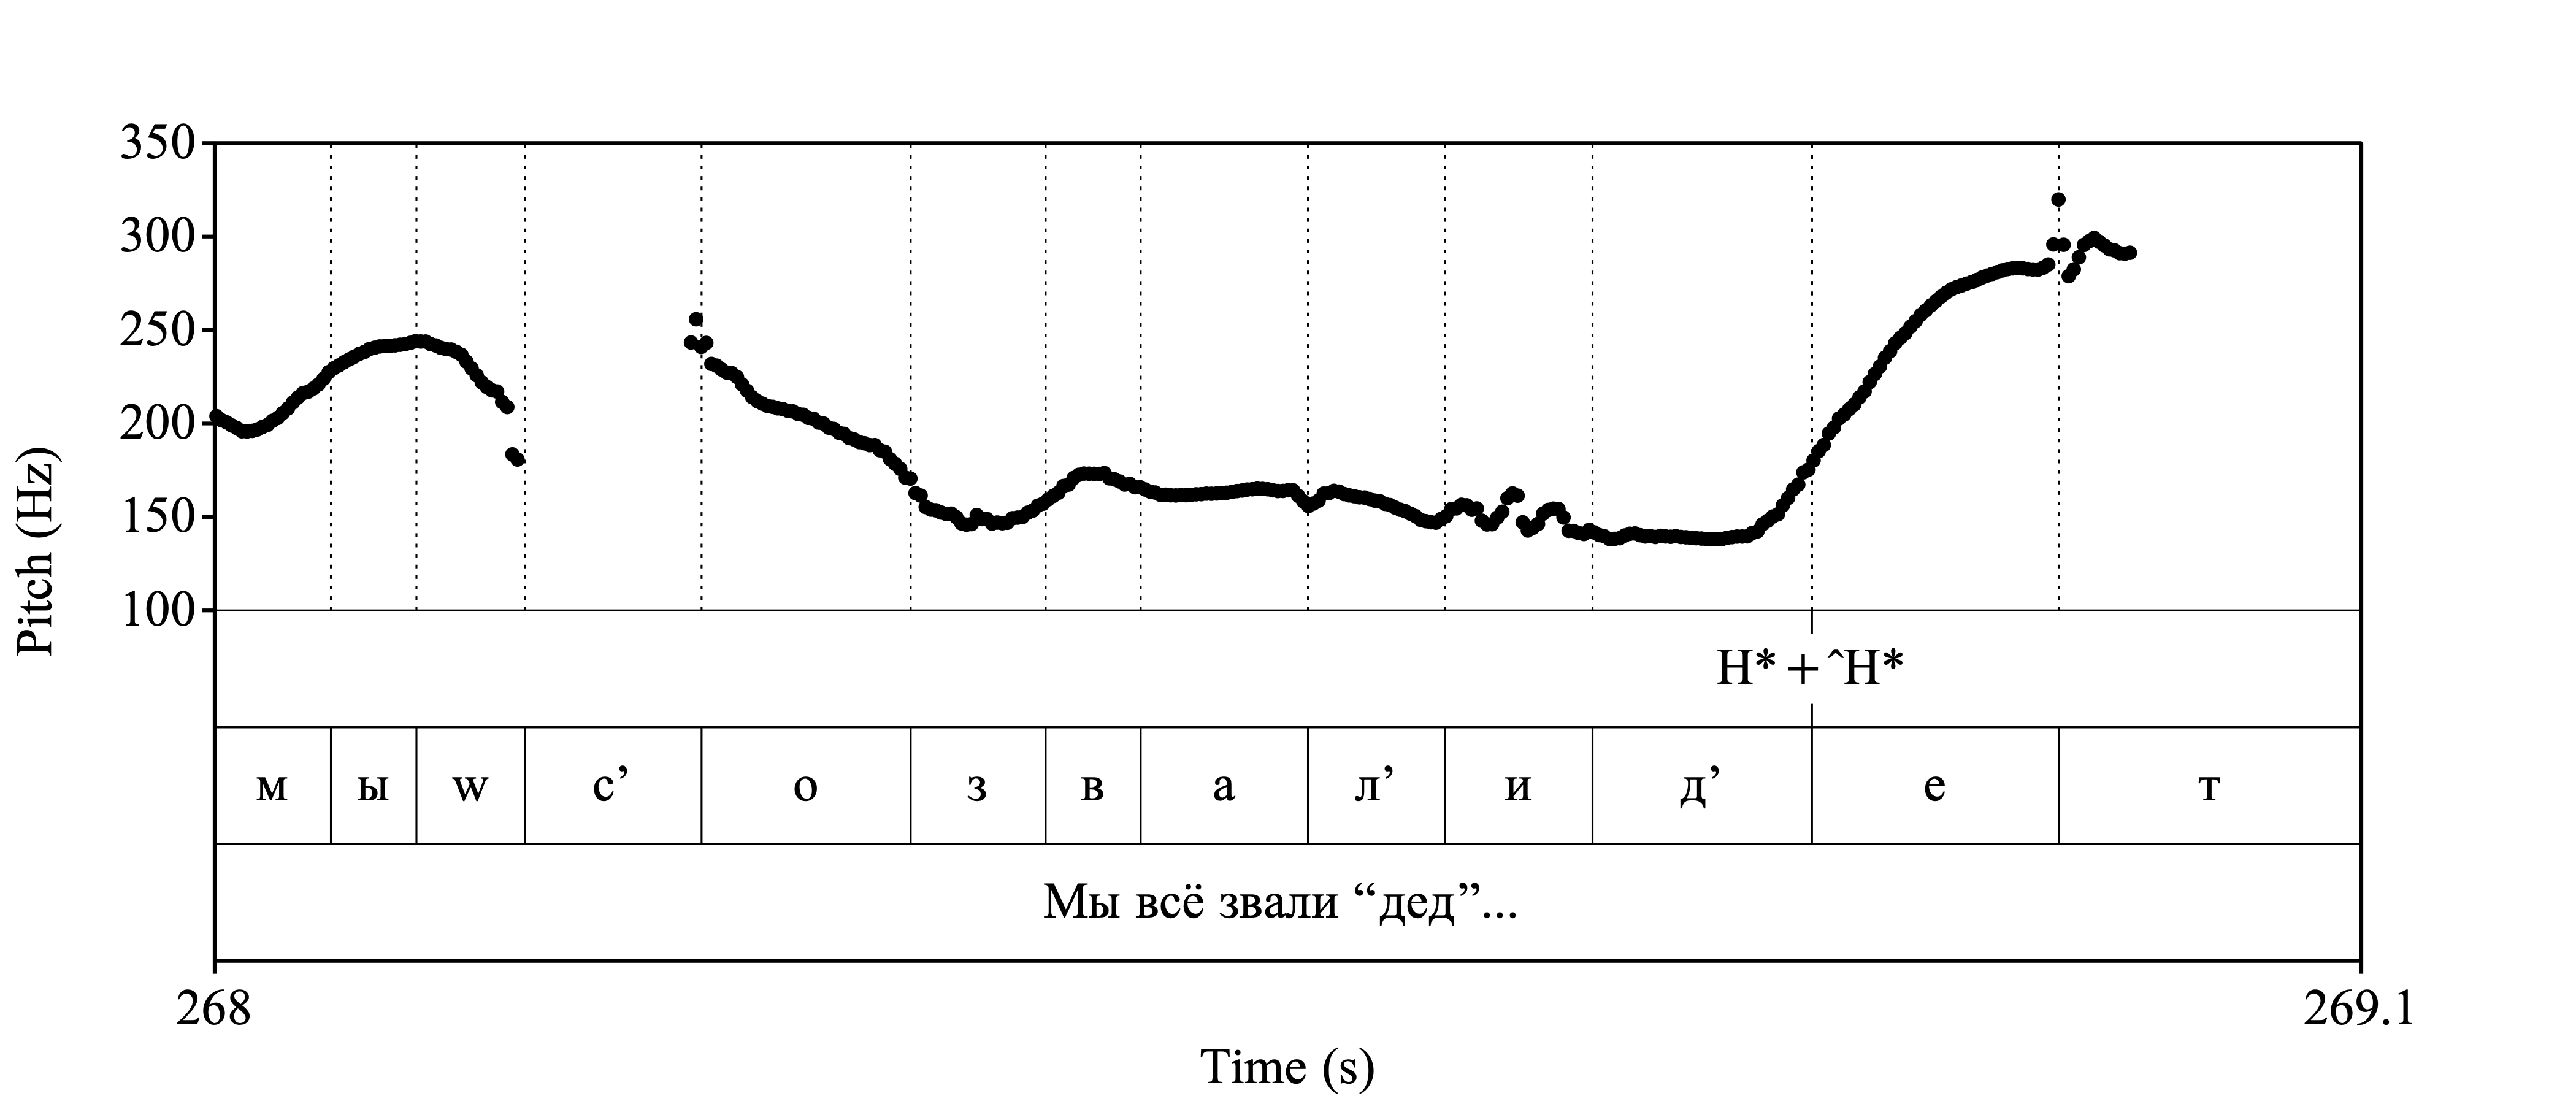 350
300
250
200
150
100
Pitch (Hz)
H* + ˆH*
м ы w с’ о з в а л’ и д’ е т
Мы всё звали “дед”...
268 269.1
Time (s)